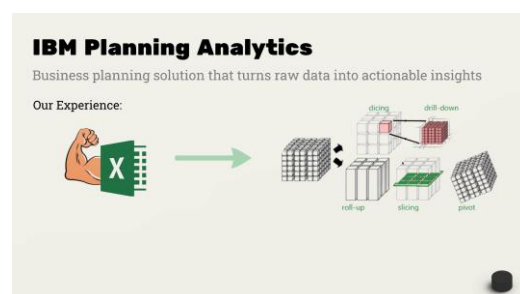 IBM Planning Analytics
Business planning solution that turns raw data into actionable insights
Our Experience:
X
dicing
drill-down
roll-up
slicing
pivot